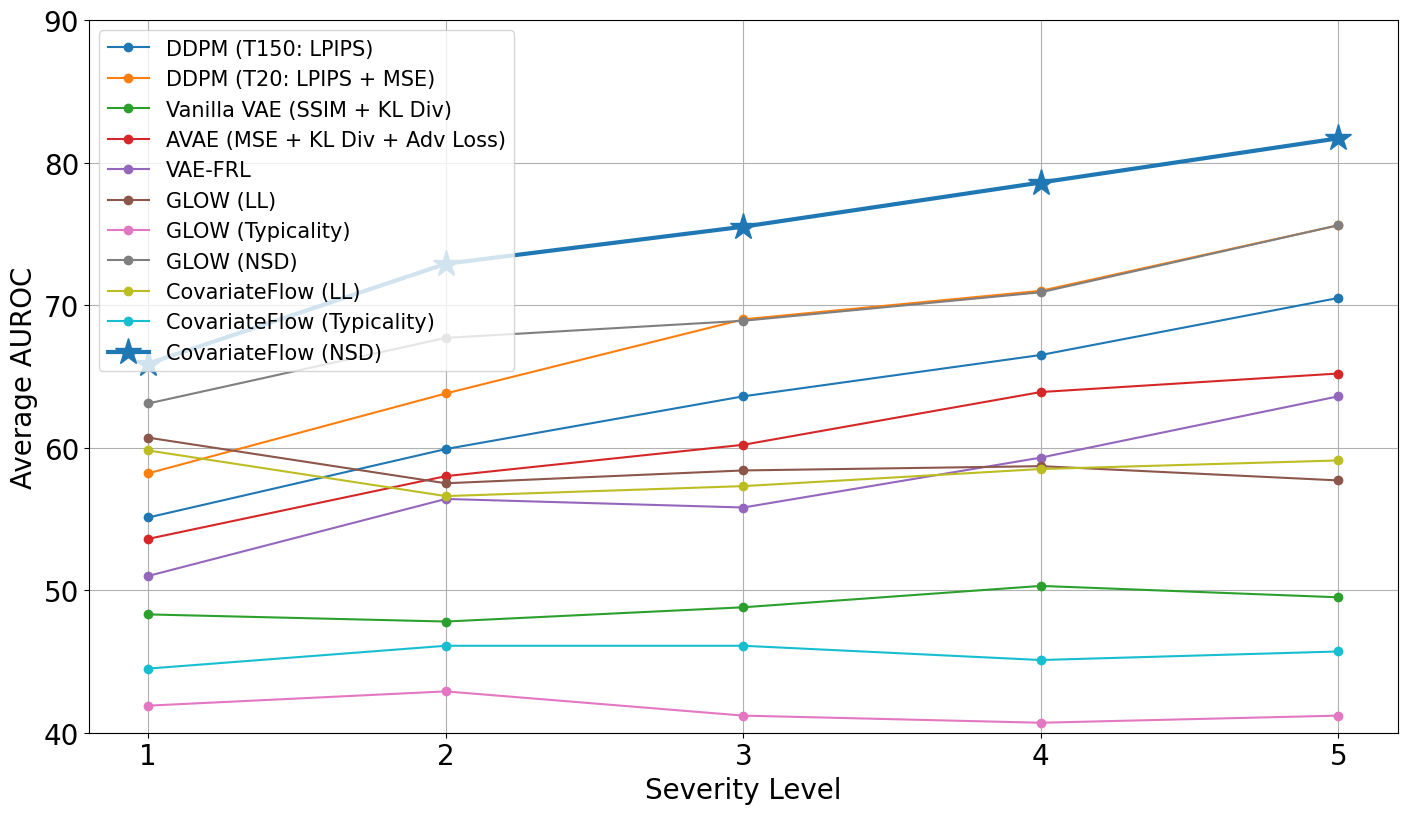 90
80
70
60
50
40
Average AUROC
DDPM (T150: LPIPS)
DDPM (T20: LPIPS + MSE)
Vanilla VAE (SSIM + KL Div)
AVAE (MSE + KL Div + Adv Loss)
VAE-FRL
GLOW (LL)
GLOW (Typicality)
GLOW (NSD)
CovariateFlow (LL)
CovariateFlow (Typicality)
CovariateFlow (NSD)
1 2 3 4 5
Severity Level